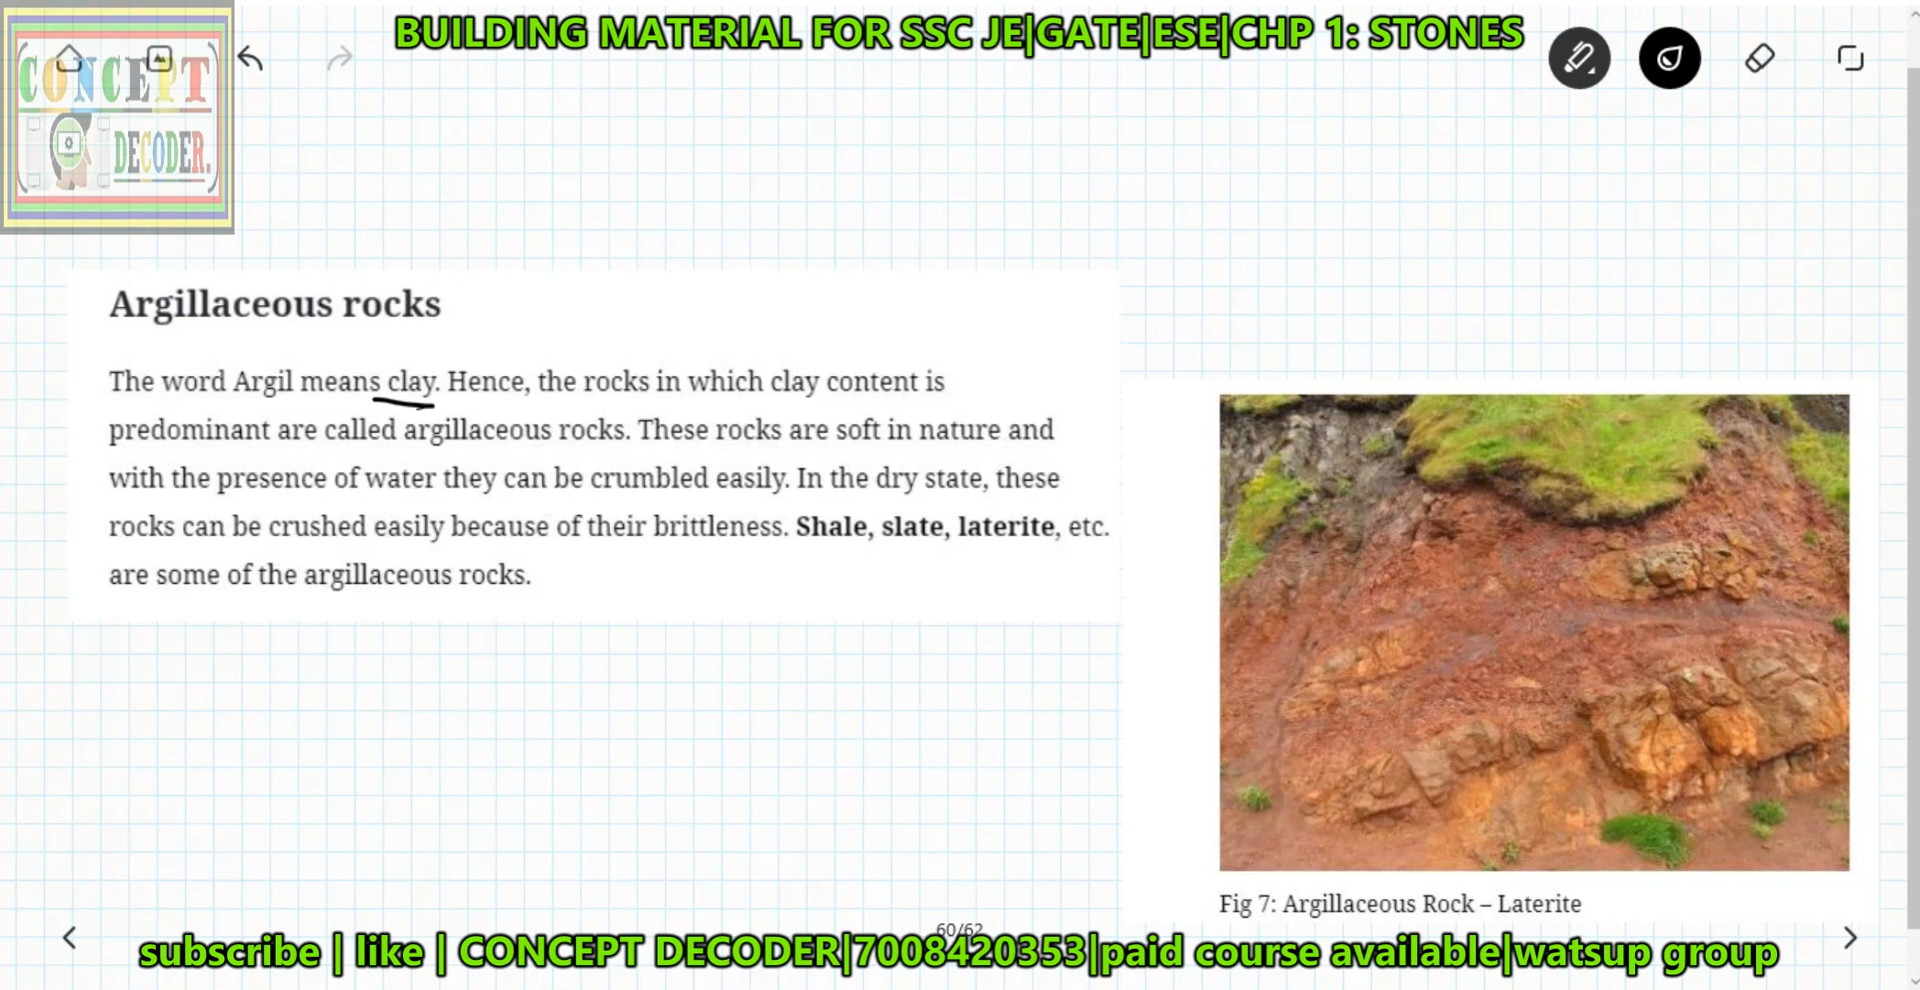 BUILDING MATERIAL FOR SSC JE|GATE|ESE|CHP 1: STONES
CONCEPT
DECODER.
Argillaceous rocks
The word Argil means clay. Hence, the rocks in which clay content is
predominant are called argillaceous rocks. These rocks are soft in nature and
with the presence of water they can be crumbled easily. In the dry state, these
rocks can be crushed easily because of their brittleness. Shale, slate, laterite, etc.
are some of the argillaceous rocks.
Fig 7: Argillaceous Rock – Laterite
60/62
subscribe | like | CONCEPT DECODER|7008420353|paid course available|watsup group